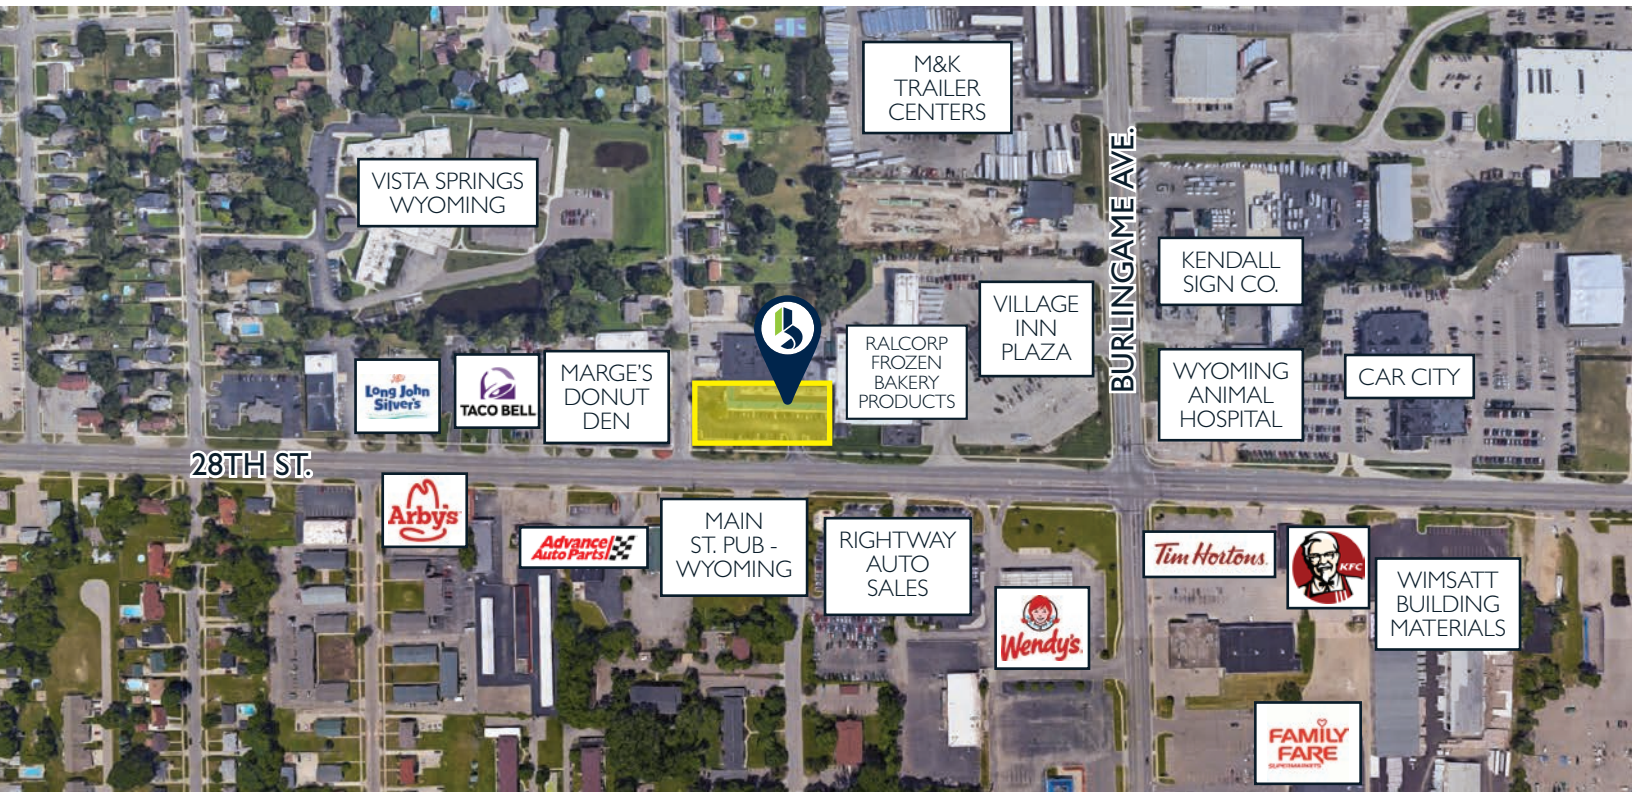 M&K
TRAILER
CENTERS
BURLINGAME AVE.
VISTA SPRINGS
WYOMING
KENDALL
SIGN CO.
VILLAGE
INN
PLAZA
RALCORP
FROZEN
BAKERY
PRODUCTS
Long John
Silver's
TACO BELL
MARGE'S
DONUT
DEN
WYOMING
ANIMAL
HOSPITAL
CAR CITY
28TH ST.
Arby's
Advance
Auto Parts
MAIN
ST. PUB -
WYOMING
RIGHTWAY
AUTO
SALES
Wendy's
Tim Hortons
KFC
WIMSATT
BUILDING
MATERIALS
FAMILY
FARE
SUPERMARKETS